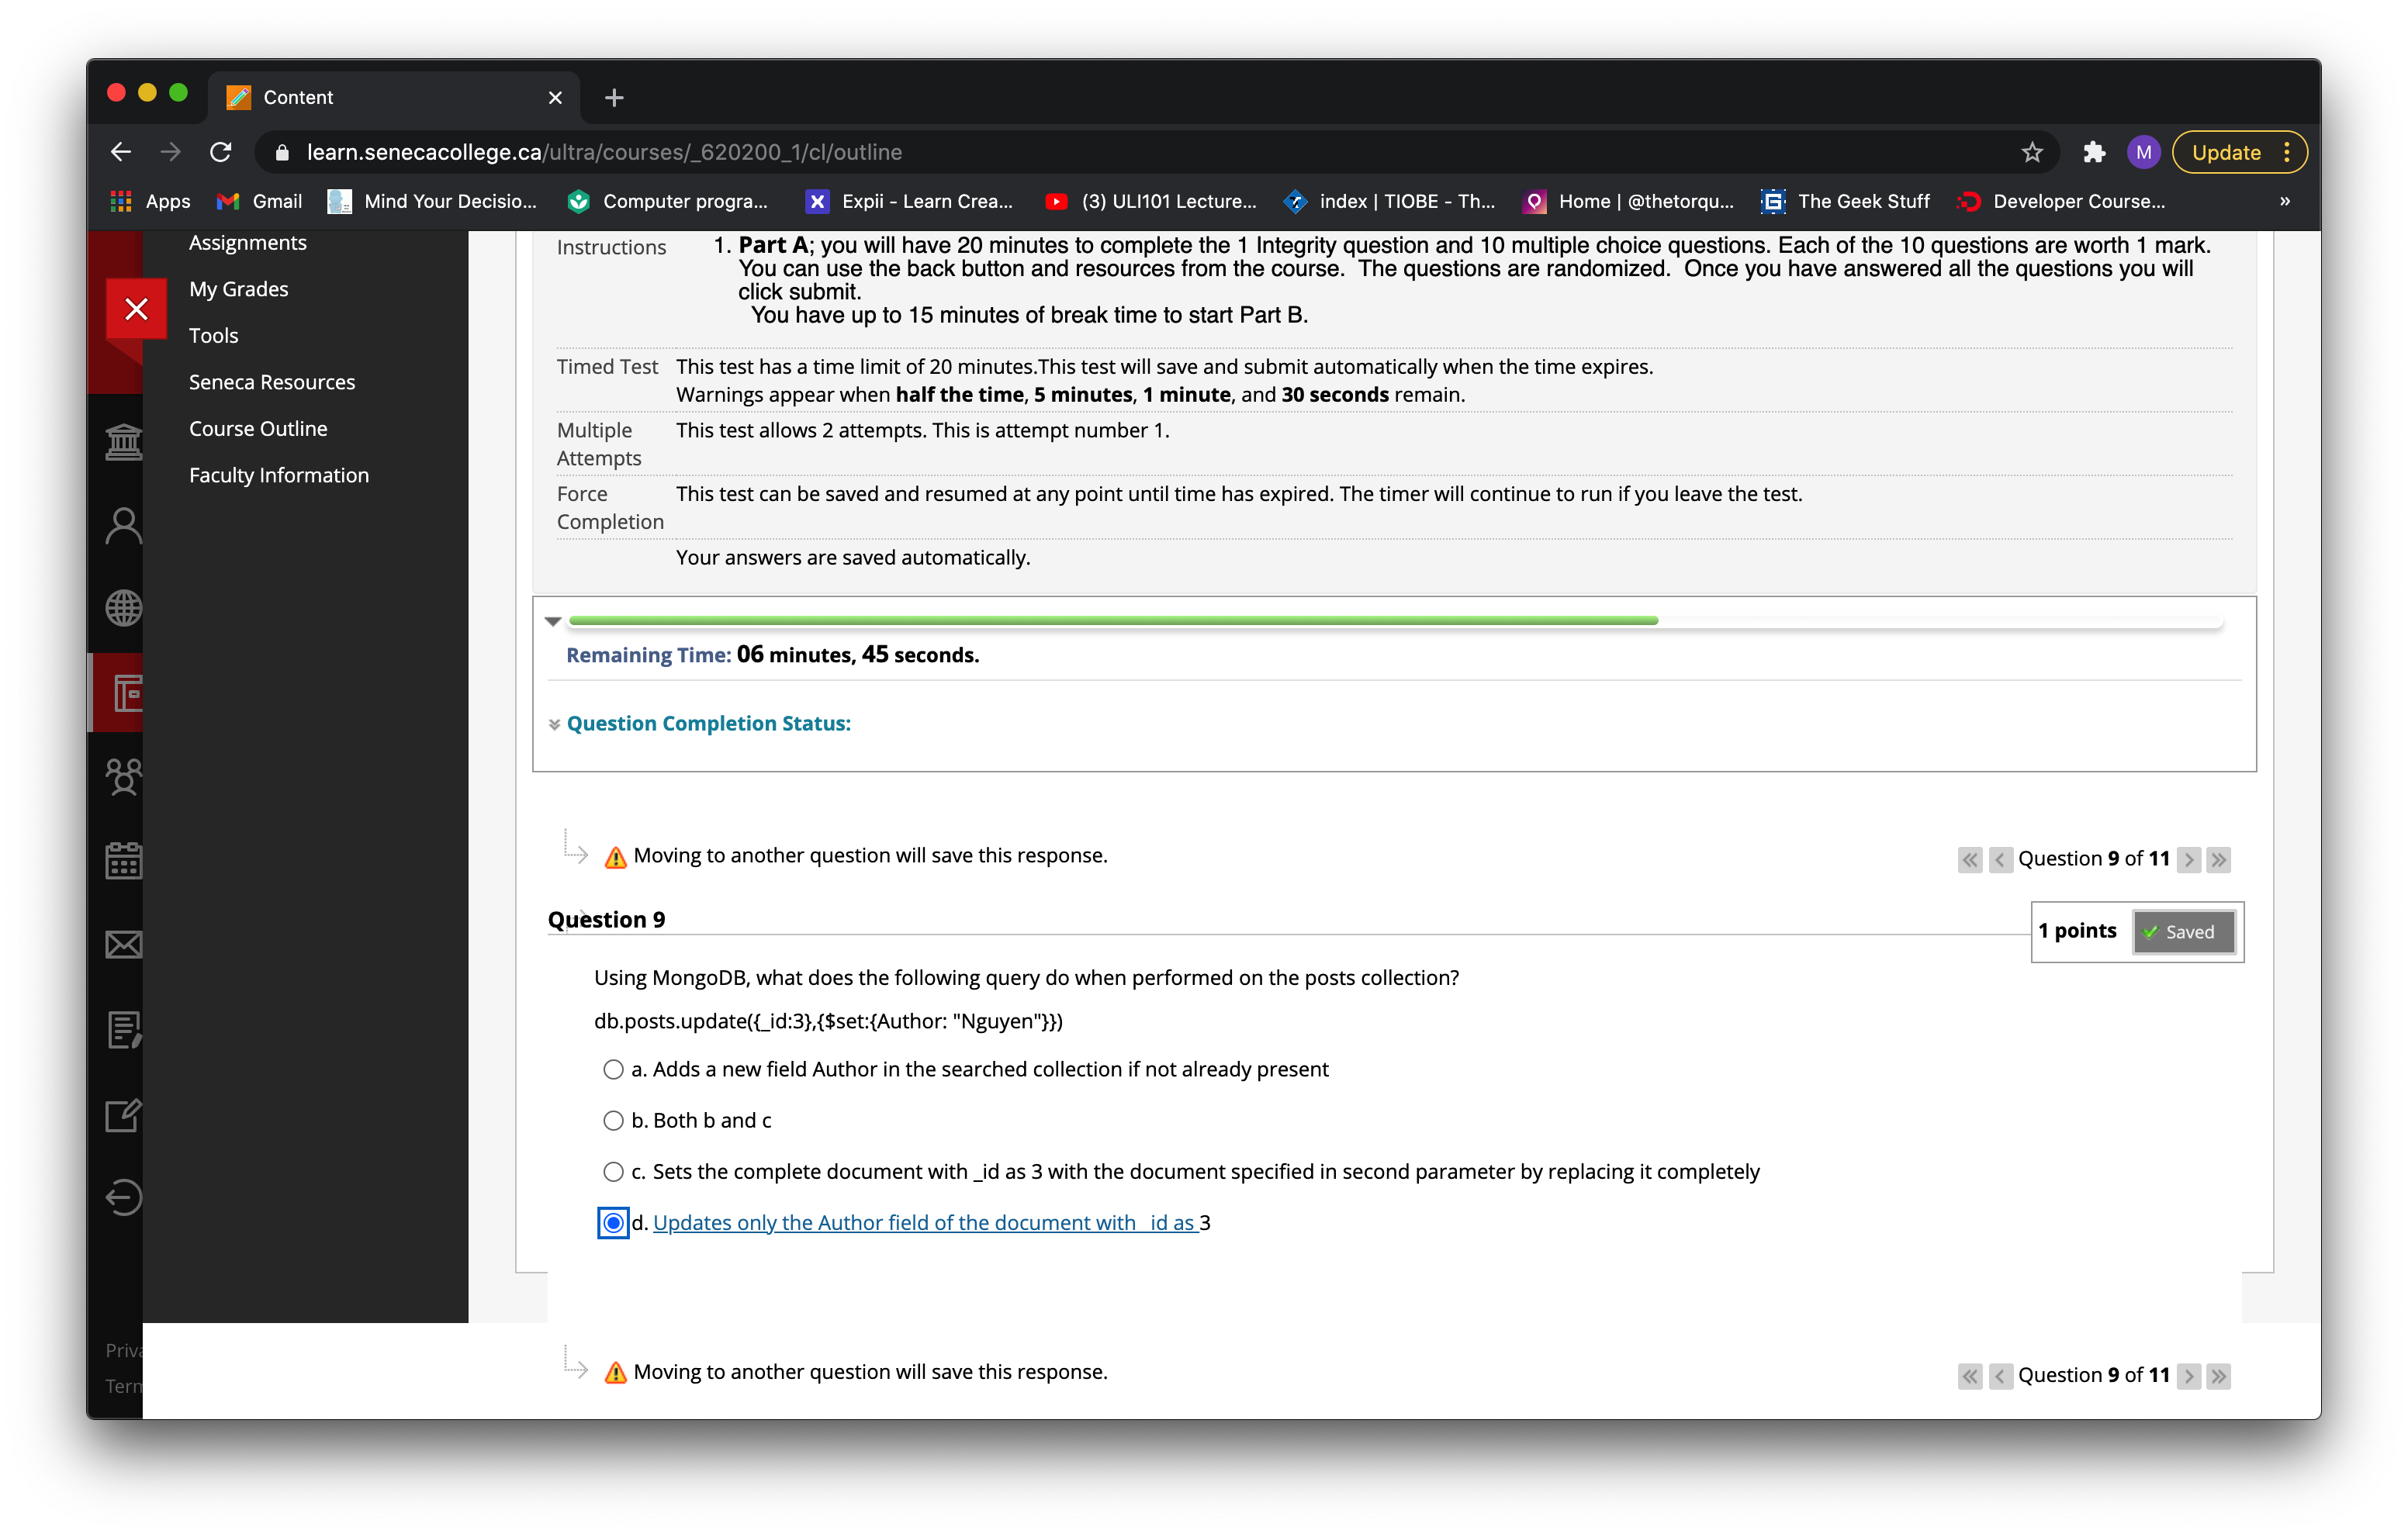 Content
learn.senecacollege.ca/ultra/courses/_620200_1/cl/outline
M
Update
Apps
Gmail
Mind Your Decisio...
Computer progra...
Expii - Learn Crea...
(3) ULI101 Lecture...
index | TIOBE - Th...
Home | @thetorqu...
The Geek Stuff
Developer Course...
»
Assignments
My Grades
Tools
Seneca Resources
Course Outline
Faculty Information
Priva
Term
Instructions
1. Part A; you will have 20 minutes to complete the 1 Integrity question and 10 multiple choice questions. Each of the 10 questions are worth 1 mark.
You can use the back button and resources from the course.  The questions are randomized.  Once you have answered all the questions you will
click submit.
You have up to 15 minutes of break time to start Part B.
Timed Test
This test has a time limit of 20 minutes.This test will save and submit automatically when the time expires.
Warnings appear when half the time, 5 minutes, 1 minute, and 30 seconds remain.
Multiple
Attempts
This test allows 2 attempts. This is attempt number 1.
Force
Completion
This test can be saved and resumed at any point until time has expired. The timer will continue to run if you leave the test.
Your answers are saved automatically.
Remaining Time: 06 minutes, 45 seconds.
Question Completion Status:
Moving to another question will save this response.
Question 9 of 11
Question 9
1 points
Saved
Using MongoDB, what does the following query do when performed on the posts collection?
db.posts.update({_id:3},{$set:{Author: "Nguyen"}})
a. Adds a new field Author in the searched collection if not already present
b. Both b and c
c. Sets the complete document with _id as 3 with the document specified in second parameter by replacing it completely
d. Updates only the Author field of the document with _id as 3
Moving to another question will save this response.
Question 9 of 11